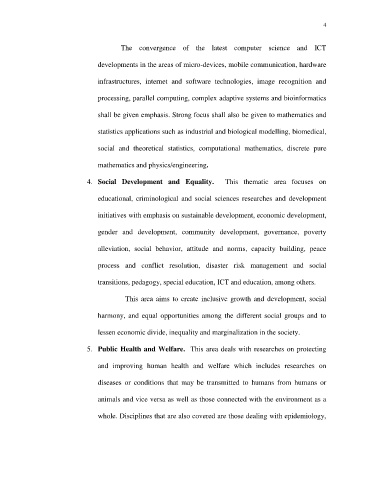 4
The convergence of the latest computer science and ICT
developments in the areas of micro-devices, mobile communication, hardware
infrastructures, internet and software technologies, image recognition and
processing, parallel computing, complex adaptive systems and bioinformatics
shall be given emphasis. Strong focus shall also be given to mathematics and
statistics applications such as industrial and biological modelling, biomedical,
social and theoretical statistics, computational mathematics, discrete pure
mathematics and physics/engineering.
4. Social Development and Equality. This thematic area focuses on
educational, criminological and social sciences researches and development
initiatives with emphasis on sustainable development, economic development,
gender and development, community development, governance, poverty
alleviation, social behavior, attitude and norms, capacity building, peace
process and conflict resolution, disaster risk management and social
transitions, pedagogy, special education, ICT and education, among others.
This area aims to create inclusive growth and development, social
harmony, and equal opportunities among the different social groups and to
lessen economic divide, inequality and marginalization in the society.
5. Public Health and Welfare. This area deals with researches on protecting
and improving human health and welfare which includes researches on
diseases or conditions that may be transmitted to humans from humans or
animals and vice versa as well as those connected with the environment as a
whole. Disciplines that are also covered are those dealing with epidemiology,